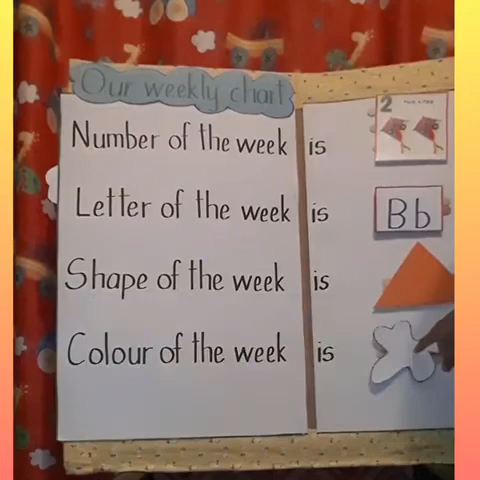 Our weekly chart
Number of the week is
2
Letter of the week is
Bb
Shape of the week is
Colour of the week is